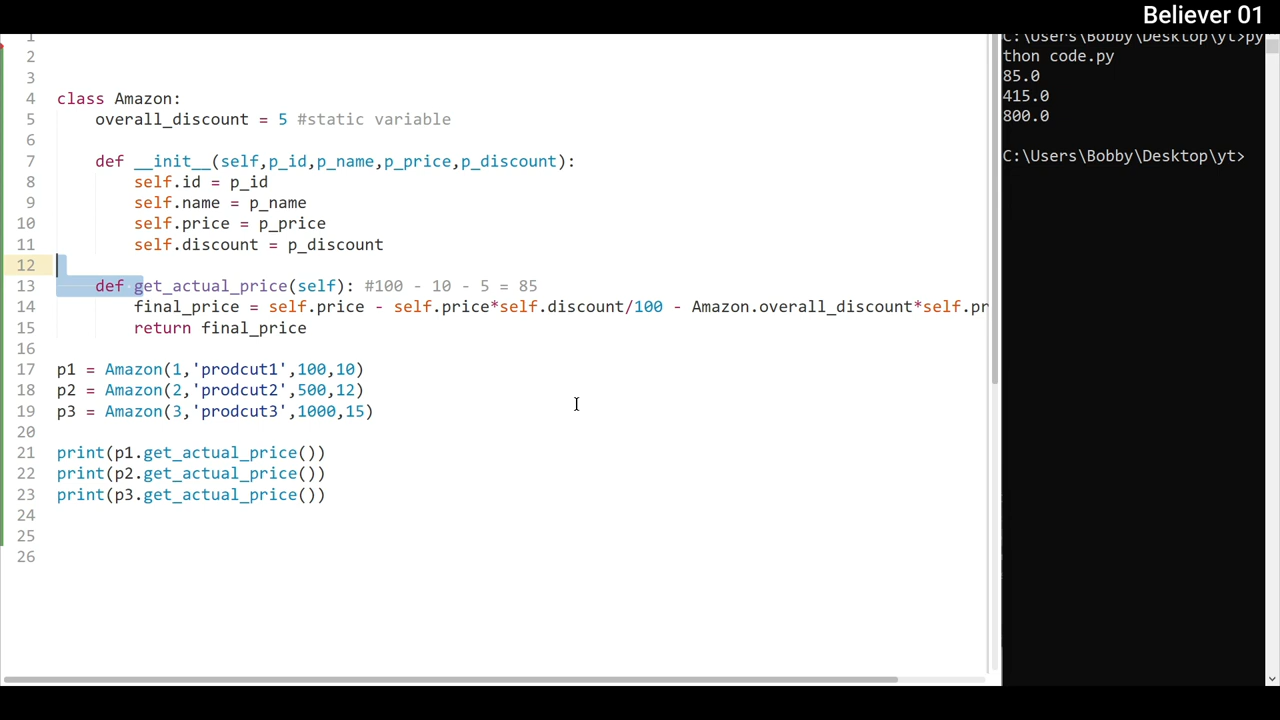 Believer 01
1
2
3
4 class Amazon:
5 overall_discount = 5 #static variable
6
7 def __init__(self,p_id,p_name,p_price,p_discount):
8 self.id = p_id
9 self.name = p_name
10 self.price = p_price
11 self.discount = p_discount
12
13 def get_actual_price(self): #100 - 10 - 5 = 85
14 final_price = self.price - self.price*self.discount/100 - Amazon.overall_discount*self.pr
15 return final_price
16
17 p1 = Amazon(1,'prodcut1',100,10)
18 p2 = Amazon(2,'prodcut2',500,12)
19 p3 = Amazon(3,'prodcut3',1000,15)
20
21 print(p1.get_actual_price())
22 print(p2.get_actual_price())
23 print(p3.get_actual_price())
24
25
26
C:\Users\Bobby\Desktop\yt>py
thon code.py
85.0
415.0
800.0
C:\Users\Bobby\Desktop\yt>